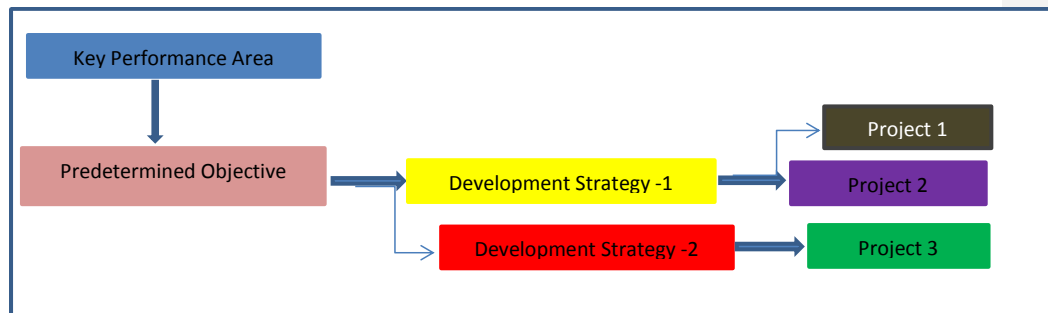 Key Performance Area
Predetermined Objective
Development Strategy -1
Development Strategy -2
Project 1
Project 2
Project 3